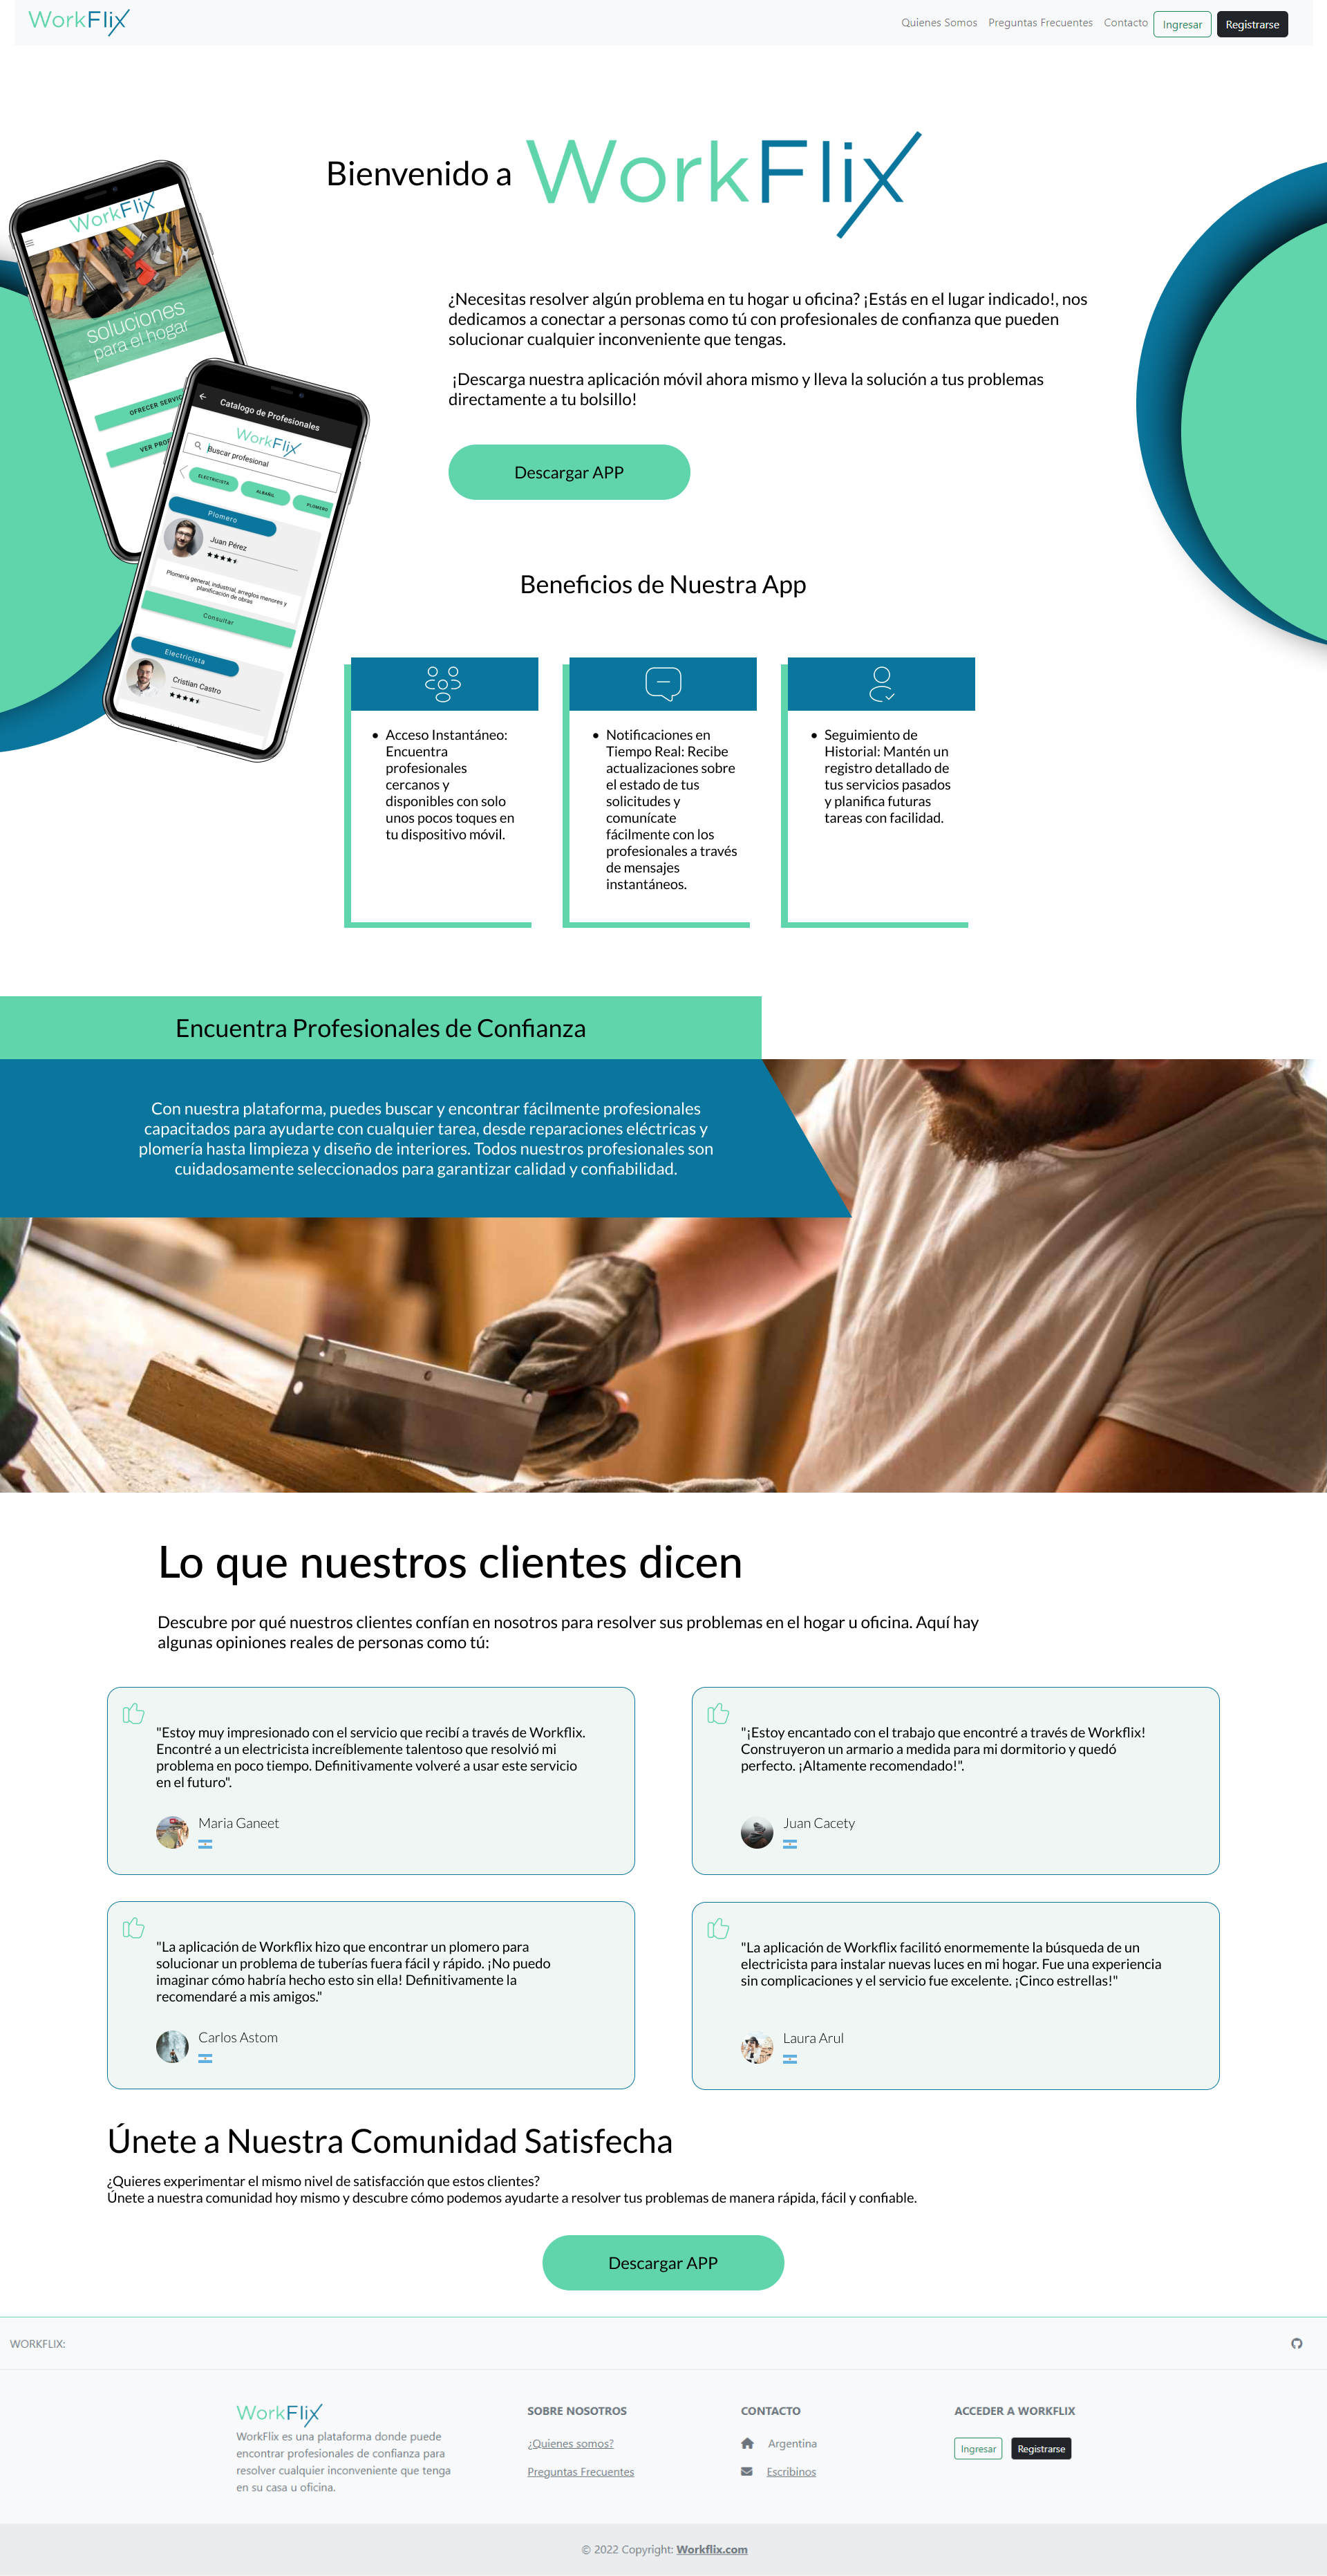 WorkFlix
Quienes Somos Preguntas Frecuentes Contacto Ingresar Registrarse
Bienvenido a WorkFlix
WorkFlix
soluciones
para el hogar
OFRECER SERVIC
VER PROF
¿Necesitas resolver algún problema en tu hogar u oficina? ¡Estás en el lugar indicado!, nos
dedicamos a conectar a personas como tú con profesionales de confianza que pueden
solucionar cualquier inconveniente que tengas.
¡Descarga nuestra aplicación móvil ahora mismo y lleva la solución a tus problemas
directamente a tu bolsillo!
Descargar APP
Catalogo de Profesionales
WorkFlix
Buscar profesional
ELECTRICISTA ALBAÑIL PLOMERO
Plomero
Juan Pérez
Plomería general, industrial, arreglos menores y
planificación de obras
Consultar
Electricista
Cristian Castro
Beneficios de Nuestra App
• Acceso Instantáneo:
Encuentra
profesionales
cercanos y
disponibles con solo
unos pocos toques en
tu dispositivo móvil.
• Notificaciones en
Tiempo Real: Recibe
actualizaciones sobre
el estado de tus
solicitudes y
comunícate
fácilmente con los
profesionales a través
de mensajes
instantáneos.
• Seguimiento de
Historial: Mantén un
registro detallado de
tus servicios pasados
y planifica futuras
tareas con facilidad.
Encuentra Profesionales de Confianza
Con nuestra plataforma, puedes buscar y encontrar fácilmente profesionales
capacitados para ayudarte con cualquier tarea, desde reparaciones eléctricas y
plomería hasta limpieza y diseño de interiores. Todos nuestros profesionales son
cuidadosamente seleccionados para garantizar calidad y confiabilidad.
Lo que nuestros clientes dicen
Descubre por qué nuestros clientes confían en nosotros para resolver sus problemas en el hogar u oficina. Aquí hay
algunas opiniones reales de personas como tú:
"Estoy muy impresionado con el servicio que recibí a través de Workflix.
Encontré a un electricista increíblemente talentoso que resolvió mi
problema en poco tiempo. Definitivamente volveré a usar este servicio
en el futuro".
Maria Ganeet
"¡Estoy encantado con el trabajo que encontré a través de Workflix!
Construyeron un armario a medida para mi dormitorio y quedó
perfecto. ¡Altamente recomendado!".
Juan Cacety
"La aplicación de Workflix hizo que encontrar un plomero para
solucionar un problema de tuberías fuera fácil y rápido. ¡No puedo
imaginar cómo habría hecho esto sin ella! Definitivamente la
recomendaré a mis amigos."
Carlos Astom
"La aplicación de Workflix facilitó enormemente la búsqueda de un
electricista para instalar nuevas luces en mi hogar. Fue una experiencia
sin complicaciones y el servicio fue excelente. ¡Cinco estrellas!"
Laura Arul
Únete a Nuestra Comunidad Satisfecha
¿Quieres experimentar el mismo nivel de satisfacción que estos clientes?
Únete a nuestra comunidad hoy mismo y descubre cómo podemos ayudarte a resolver tus problemas de manera rápida, fácil y confiable.
Descargar APP
WORKFLIX:
WorkFlix
WorkFlix es una plataforma donde puede
encontrar profesionales de confianza para
resolver cualquier inconveniente que tenga
en su casa u oficina.
SOBRE NOSOTROS
¿Quienes somos?
Preguntas Frecuentes
CONTACTO
Argentina
Escribinos
ACCEDER A WORKFLIX
Ingresar Registrarse
© 2022 Copyright: Workflix.com